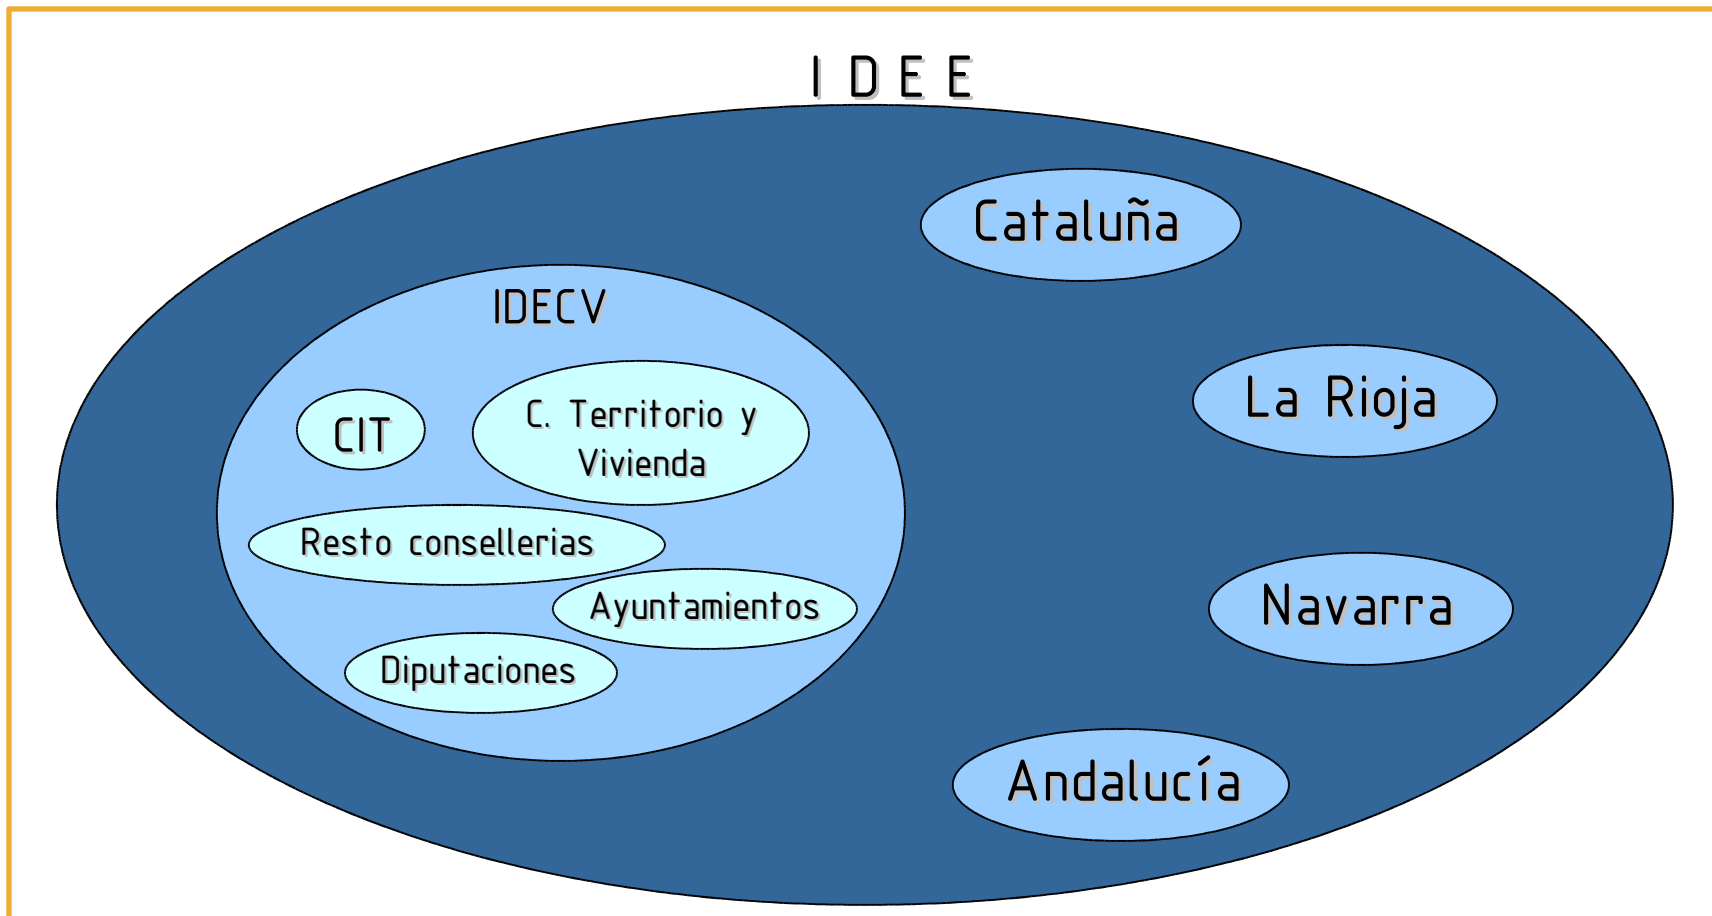 I D E E
Cataluña
IDECV
La Rioja
CIT
C. Territorio y
Vivienda
Resto consellerias
Ayuntamientos
Navarra
Diputaciones
Andalucía